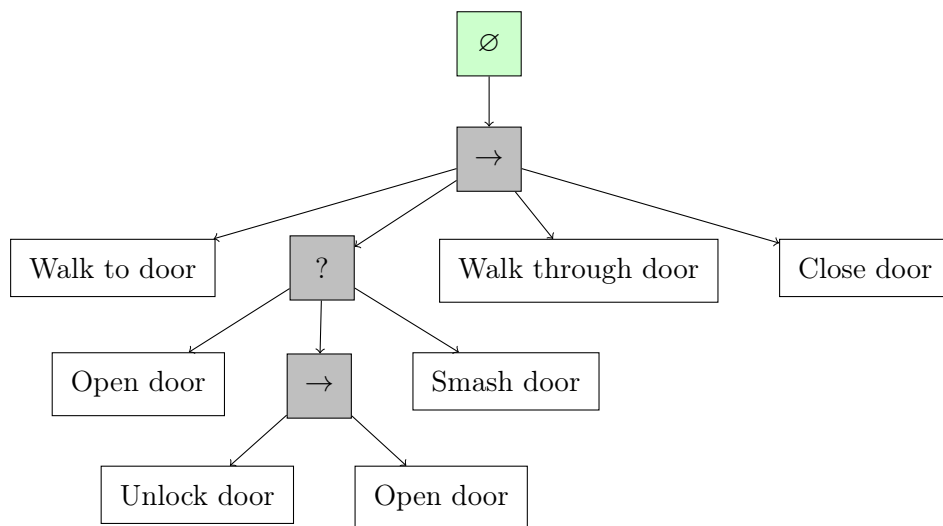 ∅
→
Walk to door
?
Walk through door
Close door
Open door
→
Smash door
Unlock door
Open door